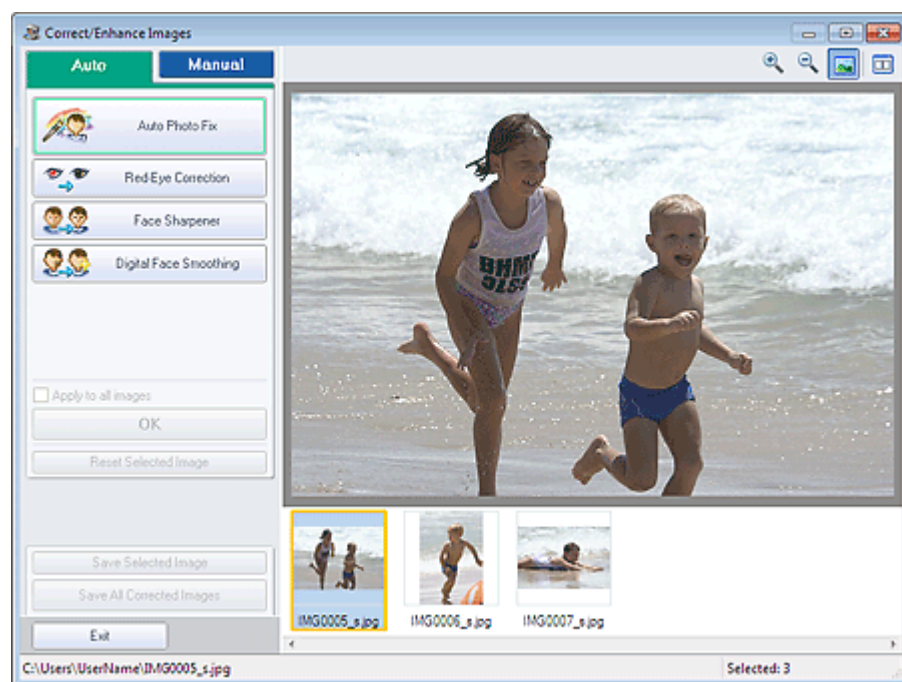 Correct/Enhance Images
Auto
Manual
Auto Photo Fix
Red-Eye Correction
Face Sharpener
Digital Face Smoothing
Apply to all images
OK
Reset Selected Image
Save Selected Image
Save All Corrected Images
Exit
IMG0005_s.jpg
IMG0006_s.jpg
IMG0007_s.jpg
C:\Users\UserName\IMG0005_s.jpg
Selected: 3